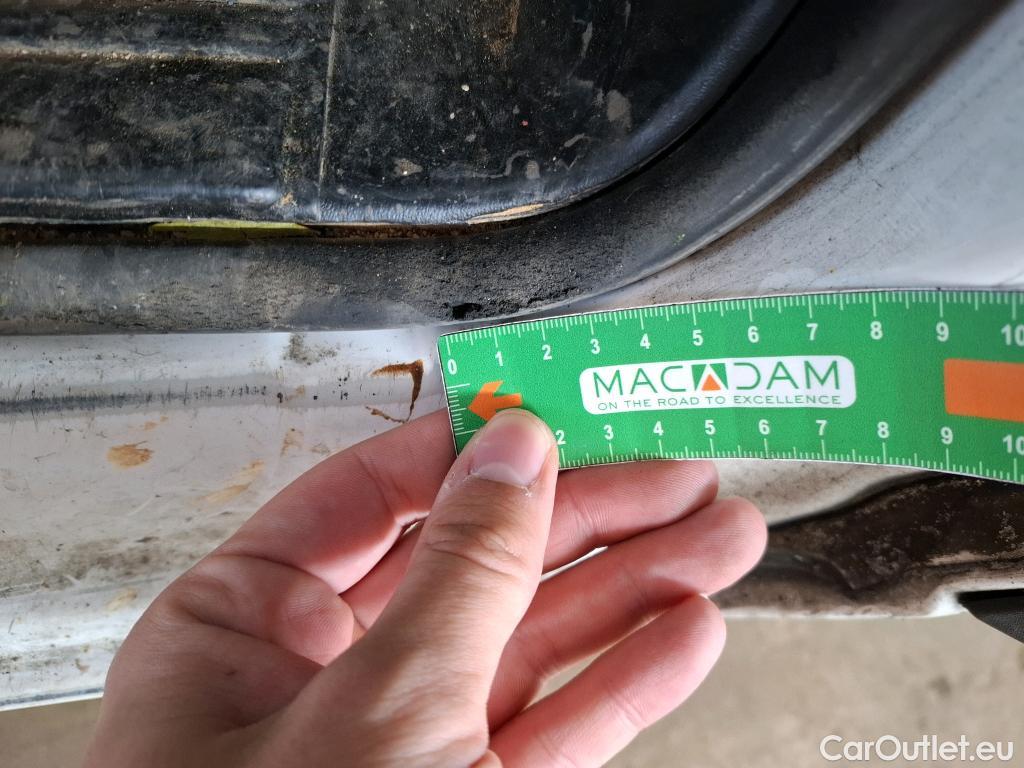 0 1 2 3 4 5 6 7 8 9 10
MACADAM
ON THE ROAD TO EXCELLENCE
2 3 4 5 6 7 8 9 10
CarOutlet.eu